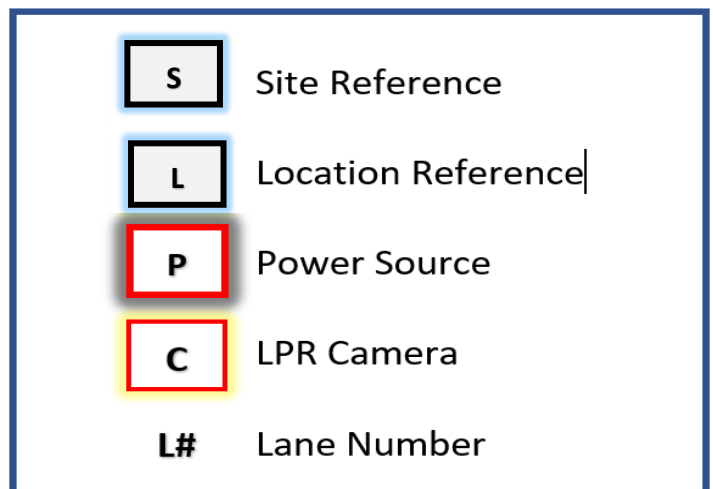 S Site Reference
L Location Reference
P Power Source
C LPR Camera
L# Lane Number